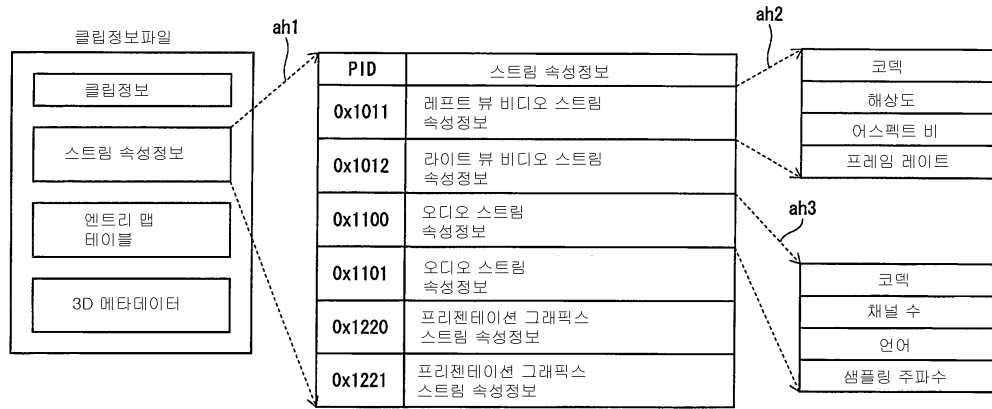 클립정보파일
클립정보
스트림 속성정보
엔트리 맵
테이블
3D 메타데이터
ah1
PID
스트림 속성정보
0x1011
레프트 뷰 비디오 스트림
속성정보
0x1012
라이트 뷰 비디오 스트림
속성정보
0x1100
오디오 스트림
속성정보
0x1101
오디오 스트림
속성정보
0x1220
프리젠테이션 그래픽스
스트림 속성정보
0x1221
프리젠테이션 그래픽스
스트림 속성정보
ah2
코덱
해상도
어스펙트 비
프레임 레이트
ah3
코덱
채널 수
언어
샘플링 주파수